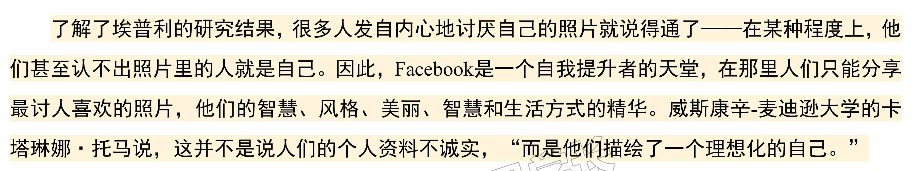 了解了埃普利的研究结果，很多人发自内心地讨厌自己的照片就说得通了——在某种程度上，他
们甚至认不出照片里的人就是自己。因此，Facebook是一个自我提升者的天堂，在那里人们只能分享
最讨人喜欢的照片，他们的智慧、风格、美丽、智慧和生活方式的精华。威斯康辛-麦迪逊大学的卡
塔琳娜·托马说，这并不是说人们的个人资料不诚实，“而是他们描绘了一个理想化的自己。”